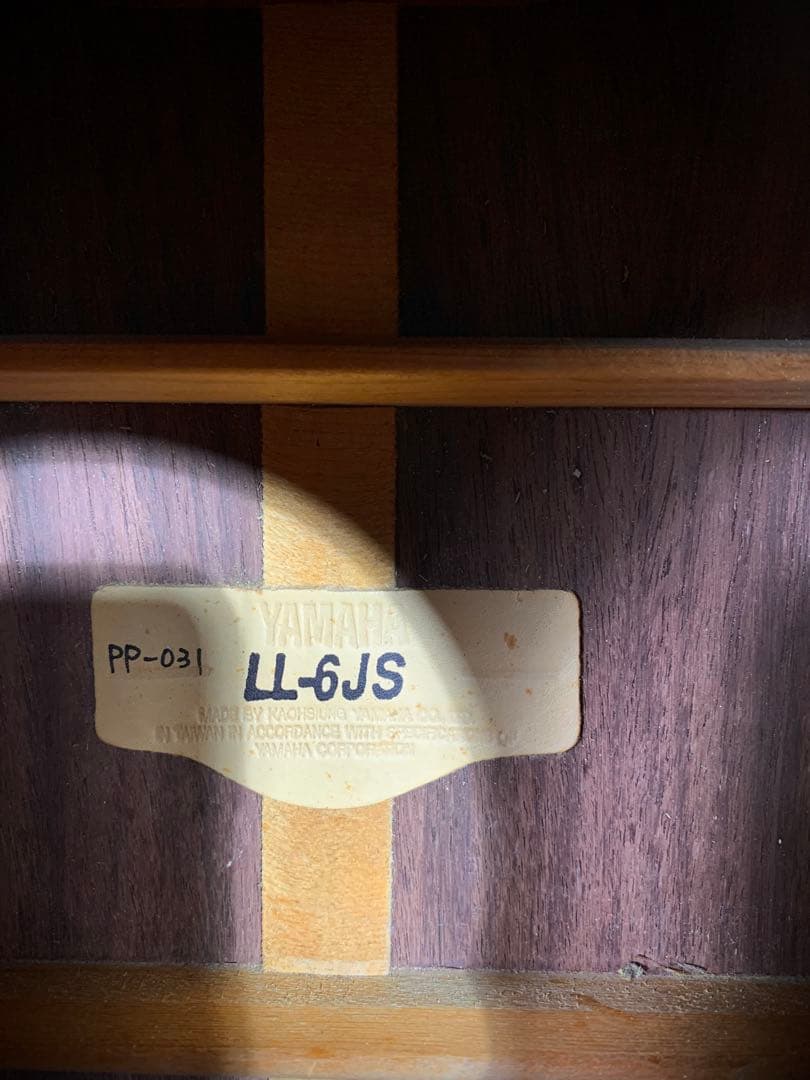 YAMAHA
PP-031
LL-6JS
MADE BY KAOHSIUNG YAMAHA CO., LTD.
IN TAIWAN IN ACCORDANCE WITH SPECIFICATIONS OF
YAMAHA CORPORATION